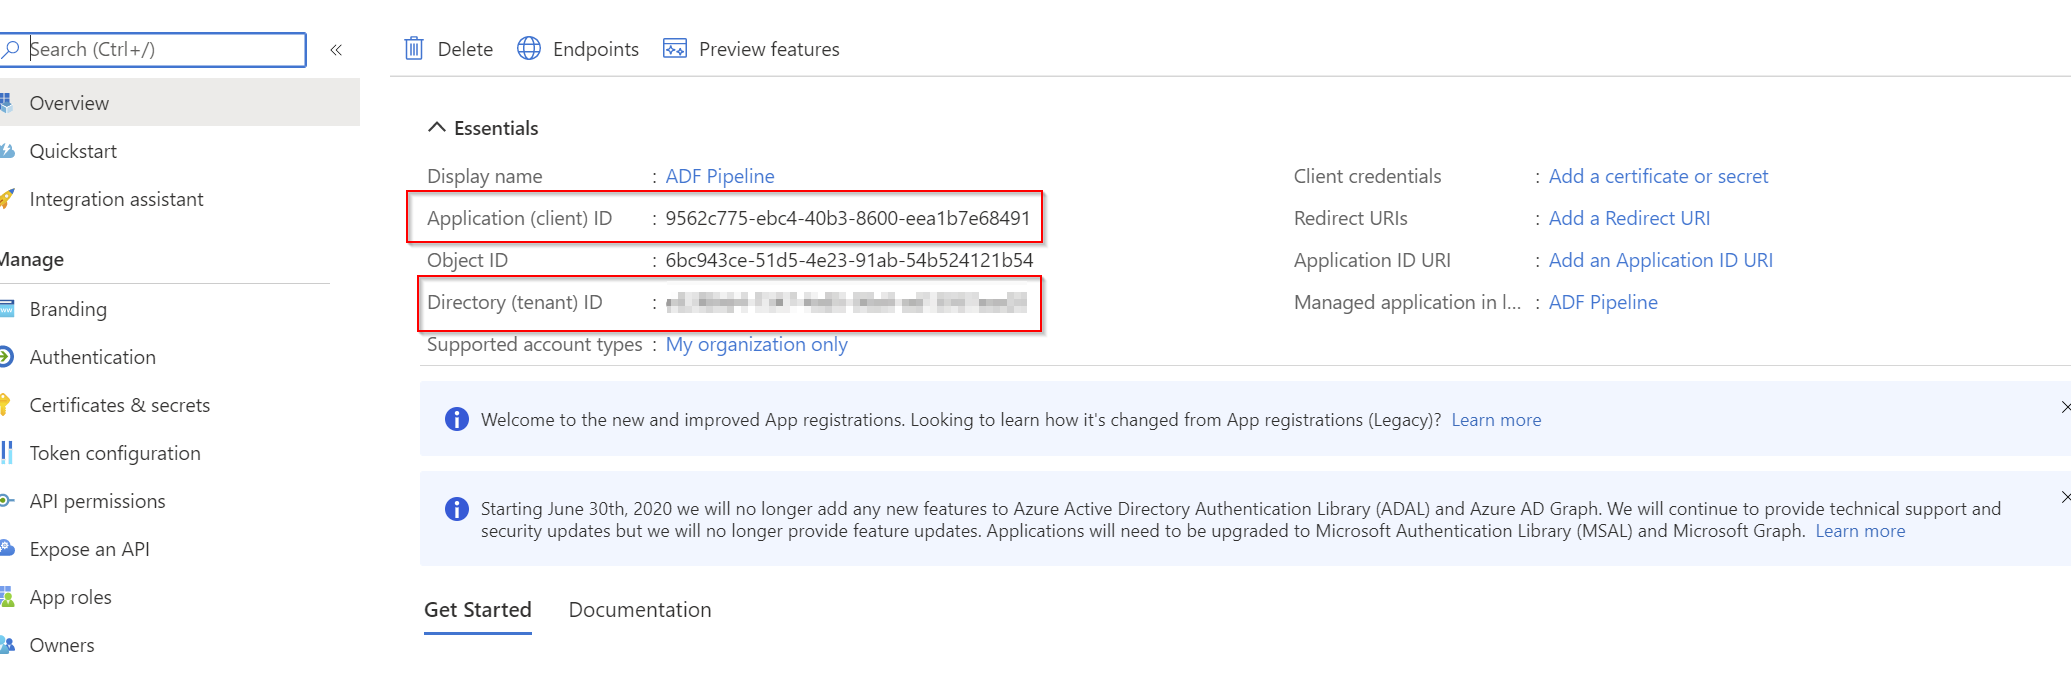 Search (Ctrl+/)
«
Delete
Endpoints
Preview features
Overview
Quickstart
Integration assistant
Manage
Branding
Authentication
Certificates & secrets
Token configuration
API permissions
Expose an API
App roles
Owners
Essentials
Display name : ADF Pipeline
Application (client) ID : 9562c775-ebc4-40b3-8600-eea1b7e68491
Object ID : 6bc943ce-51d5-4e23-91ab-54b524121b54
Directory (tenant) ID :
Supported account types : My organization only
Client credentials : Add a certificate or secret
Redirect URIs : Add a Redirect URI
Application ID URI : Add an Application ID URI
Managed application in l... : ADF Pipeline
Welcome to the new and improved App registrations. Looking to learn how it's changed from App registrations (Legacy)? Learn more
Starting June 30th, 2020 we will no longer add any new features to Azure Active Directory Authentication Library (ADAL) and Azure AD Graph. We will continue to provide technical support and
security updates but we will no longer provide feature updates. Applications will need to be upgraded to Microsoft Authentication Library (MSAL) and Microsoft Graph. Learn more
Get Started
Documentation